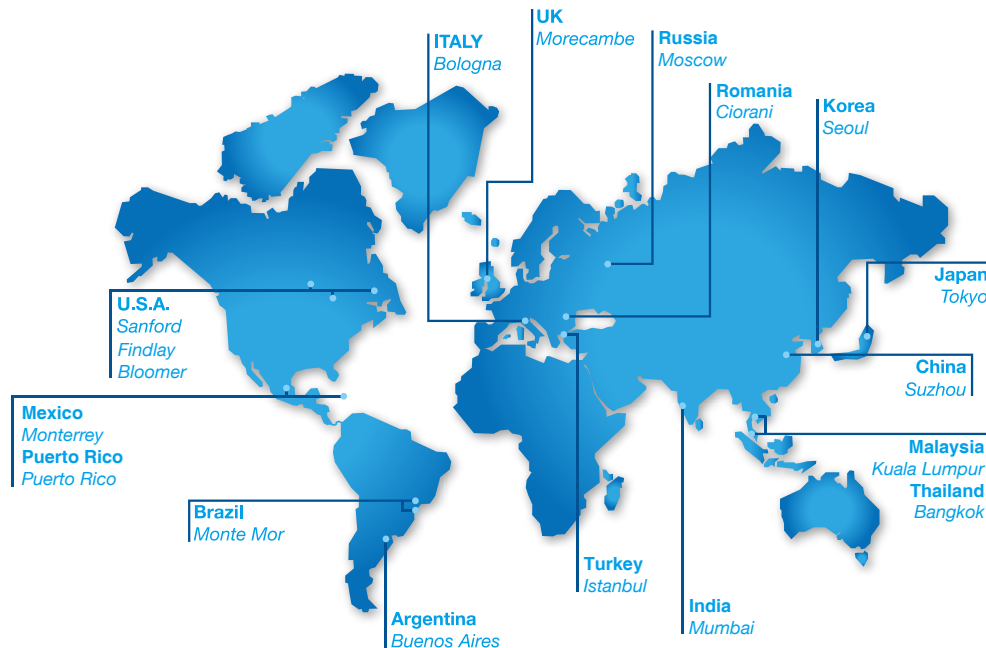 UK
Morecambe
ITALY
Bologna
Russia
Moscow
Romania
Ciorani
Korea
Seoul
Japan
Tokyo
U.S.A.
Sanford
Findlay
Bloomer
China
Suzhou
Mexico
Monterrey
Puerto Rico
Puerto Rico
Malaysia
Kuala Lumpur
Thailand
Bangkok
Brazil
Monte Mor
Turkey
Istanbul
India
Mumbai
Argentina
Buenos Aires